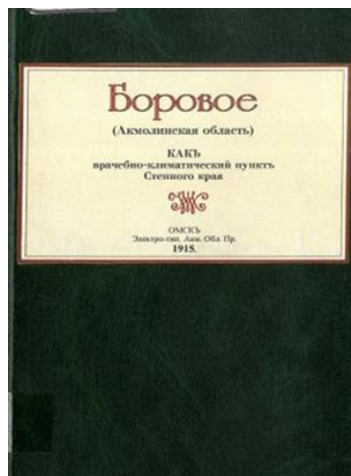 Боровое
(Акмолинская область)
КАКЪ
врачебно-климатическій пунктъ
Степного края
ОМСКЪ
Электро-тип. Акм. Обл. Пр.
1915.